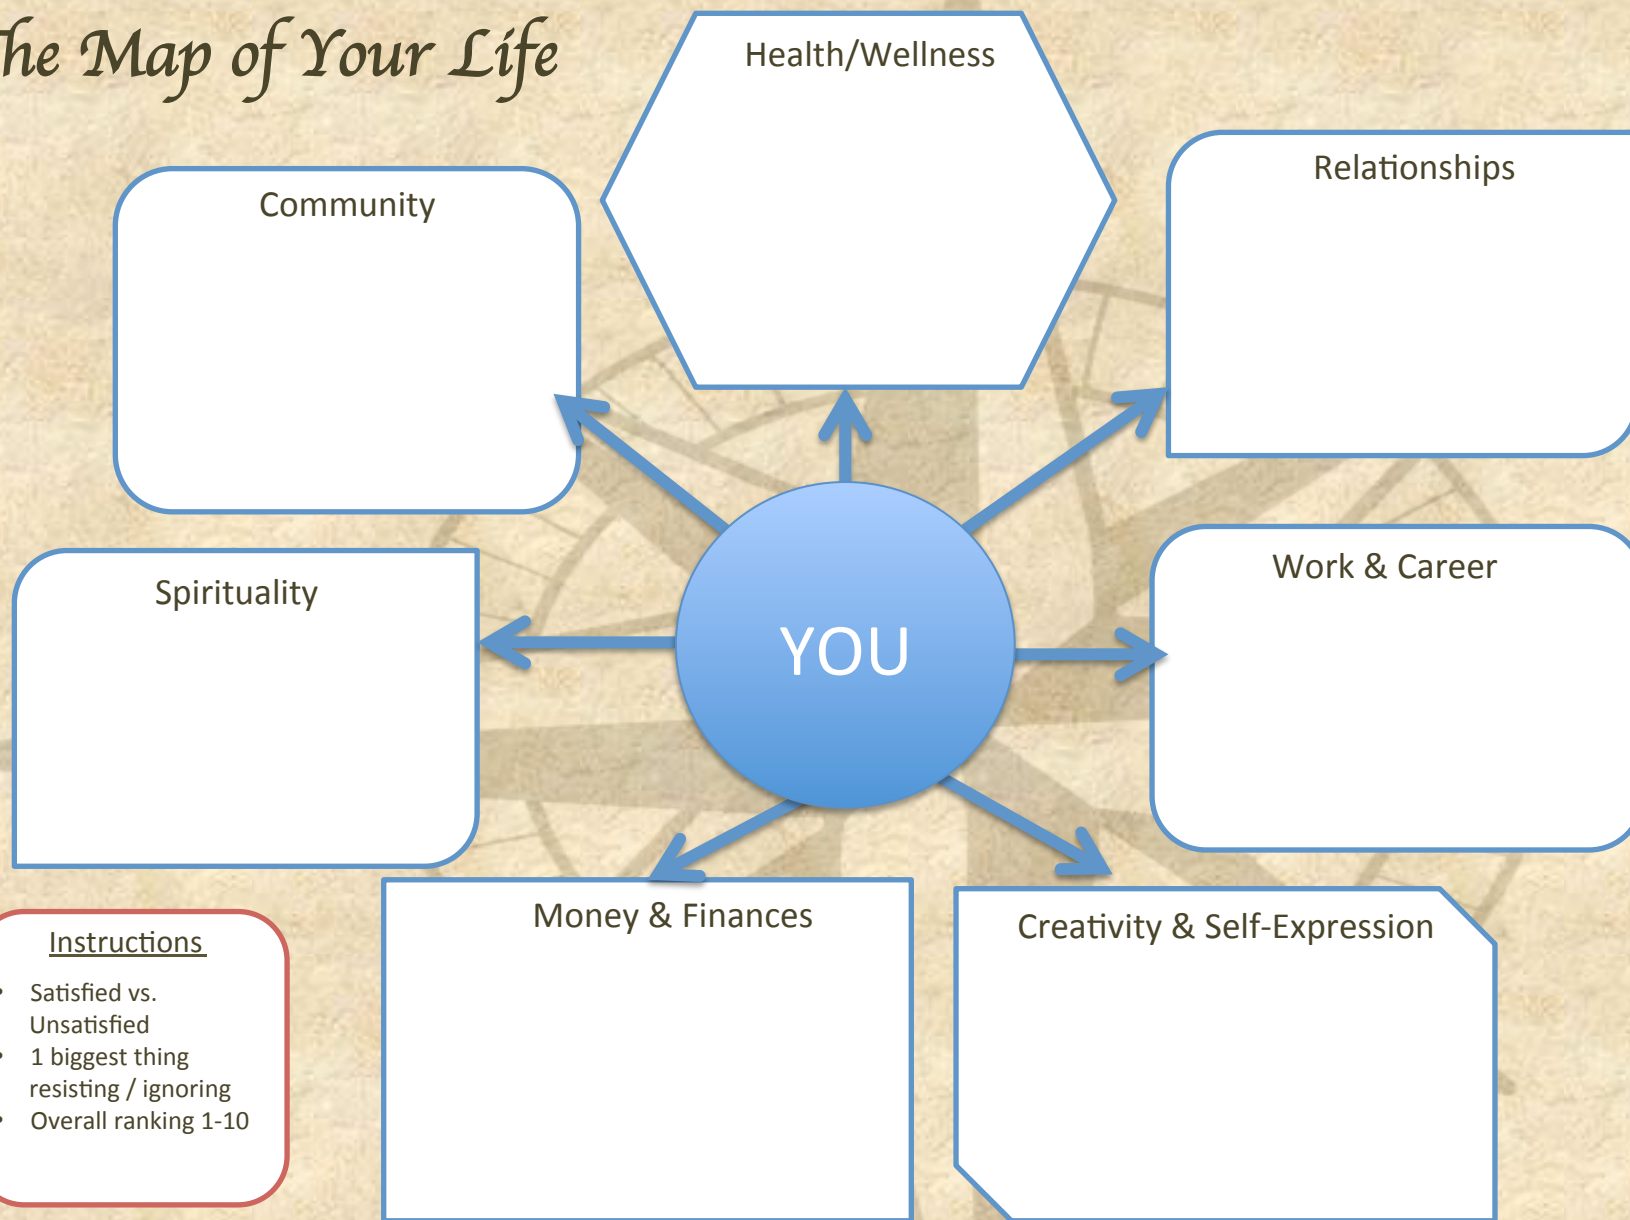 The Map of Your Life
Health/Wellness
Relationships
Community
Work & Career
Spirituality
YOU
Money & Finances
Creativity & Self-Expression
Instructions
• Satisfied vs.
Unsatisfied
• 1 biggest thing
resisting / ignoring
• Overall ranking 1-10